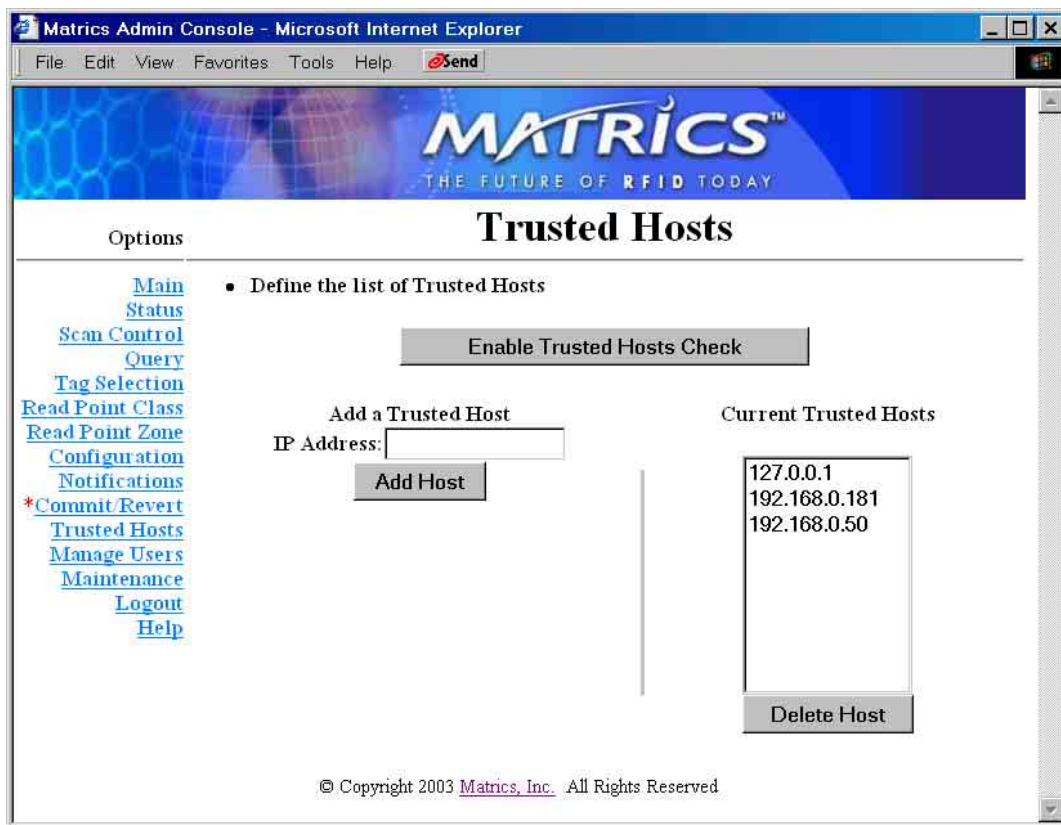 Matrics Admin Console - Microsoft Internet Explorer
File Edit View Favorites Tools Help Send
MATRICS™
THE FUTURE OF RFID TODAY
Options
Trusted Hosts
Main
Status
Scan Control
Query
Tag Selection
Read Point Class
Read Point Zone
Configuration
Notifications
*Commit/Revert
Trusted Hosts
Manage Users
Maintenance
Logout
Help
• Define the list of Trusted Hosts
Enable Trusted Hosts Check
Add a Trusted Host
IP Address:
Add Host
Current Trusted Hosts
127.0.0.1
192.168.0.181
192.168.0.50
Delete Host
© Copyright 2003 Matrics, Inc. All Rights Reserved